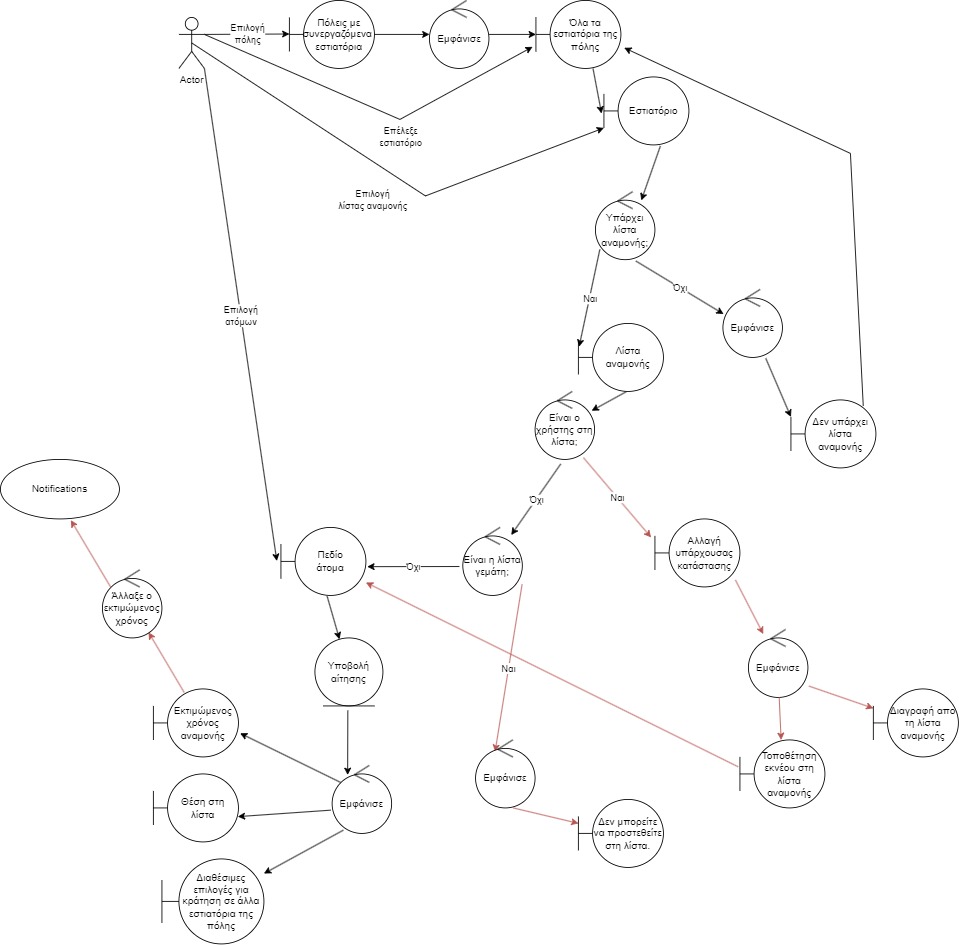 Επιλογή
πόλης
Πόλεις με
συνεργαζόμενα
εστιατόρια
Εμφάνισε
Όλα τα
εστιατόρια της
πόλης
Actor
Επέλεξε
εστιατόριο
Εστιατόριο
Επιλογή
λίστας αναμονής
Υπάρχει
λίστα
αναμονής;
Ναι
Όχι
Επιλογή
ατόμων
Εμφάνισε
Λίστα
αναμονής
Είναι ο
χρήστης στη
λίστα;
Δεν υπάρχει
λίστα
αναμονής
Notifications
Όχι
Ναι
Πεδίο
άτομα
Όχι
Είναι η λίστα
γεμάτη;
Αλλαγή
υπάρχουσας
κατάστασης
Άλλαξε ο
εκτιμώμενος
χρόνος
Υποβολή
αίτησης
Ναι
Εμφάνισε
Εκτιμώμενος
χρόνος
αναμονής
Διαγραφή απο
τη λίστα
αναμονής
Εμφάνισε
Τοποθέτηση
εκνέου στη
λίστα
αναμονής
Θέση στη
λίστα
Εμφάνισε
Δεν μπορείτε
να προστεθείτε
στη λίστα.
Διαθέσιμες
επιλογές για
κράτηση σε άλλα
εστιατόρια της
πόλης